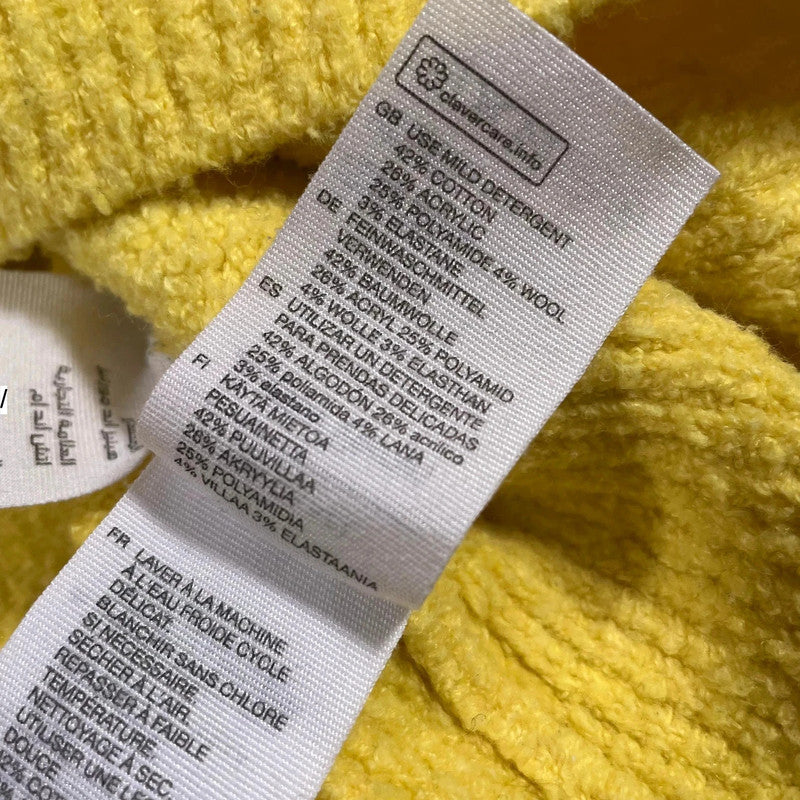 clevercare.info
GB USE MILD DETERGENT
42% COTTON
26% ACRYLIC
25% POLYAMIDE 4% WOOL
3% ELASTANE
DE FEINWASCHMITTEL
VERWENDEN
42% BAUMWOLLE
26% ACRYL 25% POLYAMID
4% WOLLE 3% ELASTHAN
ES UTILIZAR UN DETERGENTE
PARA PRENDAS DELICADAS
42% ALGODÓN 26% acrílico
25% poliamida 4% LANA
3% elastano
FI KÄYTÄ MIETOA
PESUAINETTA
42% PUUVILLAA
26% AKRYYLIA
25% POLYAMIDIA
4% VILLAA 3% ELASTAANIA
FR LAVER À LA MACHINE
À L'EAU FROIDE CYCLE
DÉLICAT.
BLANCHIR SANS CHLORE
SI NÉCESSAIRE
SÉCHER À L'AIR.
REPASSER À FAIBLE
TEMPÉRATURE
NETTOYAGE À SEC.
UTILISER UNE
DOUCE
COTON